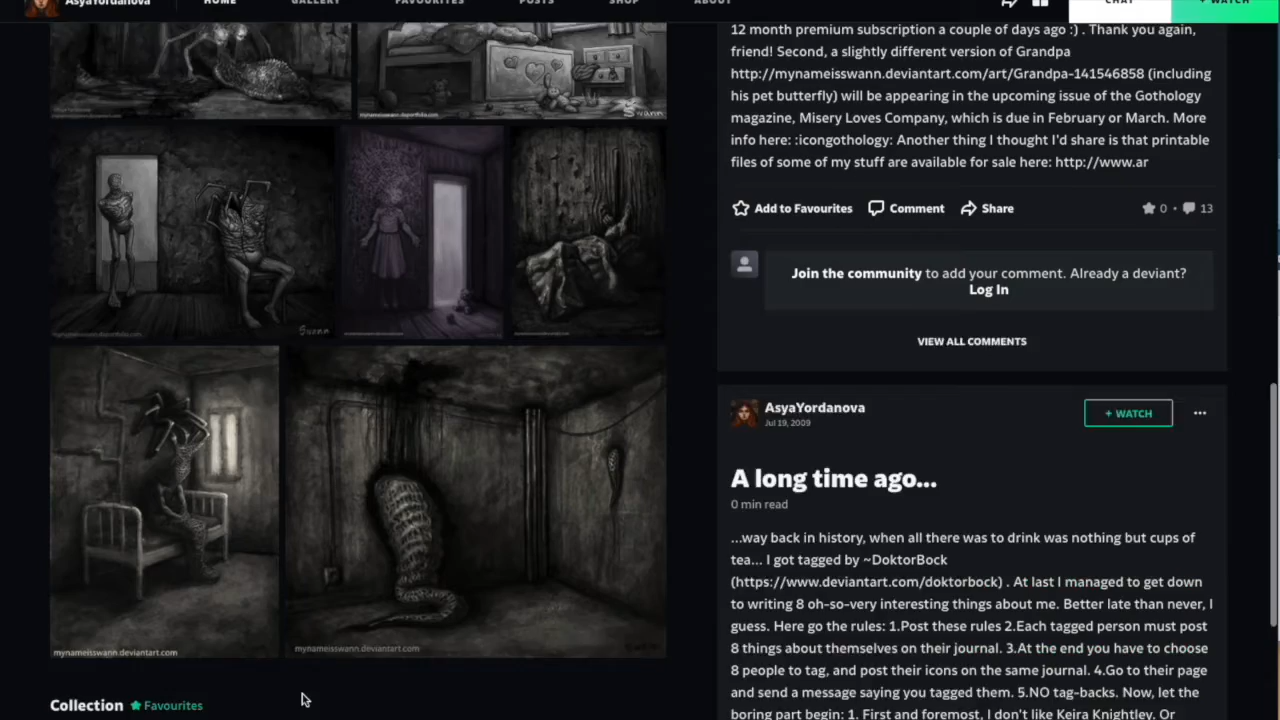 AsyaYordanova
HOME
GALLERY
FAVOURITES
POSTS
SHOP
ABOUT
CHAT
+ WATCH
mynameisswann.deviantart.com
mynameisswann.deviantart.com
Collection
Favourites
12 month premium subscription a couple of days ago :) . Thank you again,
friend! Second, a slightly different version of Grandpa
http://mynameisswann.deviantart.com/art/Grandpa-141546858 (including
his pet butterfly) will be appearing in the upcoming issue of the Gothology
magazine, Misery Loves Company, which is due in February or March. More
info here: :icongothology: Another thing I thought I'd share is that printable
files of some of my stuff are available for sale here: http://www.ar
Add to Favourites
Comment
Share
0 • 13
Join the community to add your comment. Already a deviant?
Log In
VIEW ALL COMMENTS
AsyaYordanova
Jul 19, 2009
+ WATCH
A long time ago...
0 min read
...way back in history, when all there was to drink was nothing but cups of
tea... I got tagged by ~DoktorBock
(https://www.deviantart.com/doktorbock) . At last I managed to get down
to writing 8 oh-so-very interesting things about me. Better late than never, I
guess. Here go the rules: 1.Post these rules 2.Each tagged person must post
8 things about themselves on their journal. 3.At the end you have to choose
8 people to tag, and post their icons on the same journal. 4.Go to their page
and send a message saying you tagged them. 5.NO tag-backs. Now, let the
boring part begin: 1. First and foremost, I don't like Keira Knightley. Or